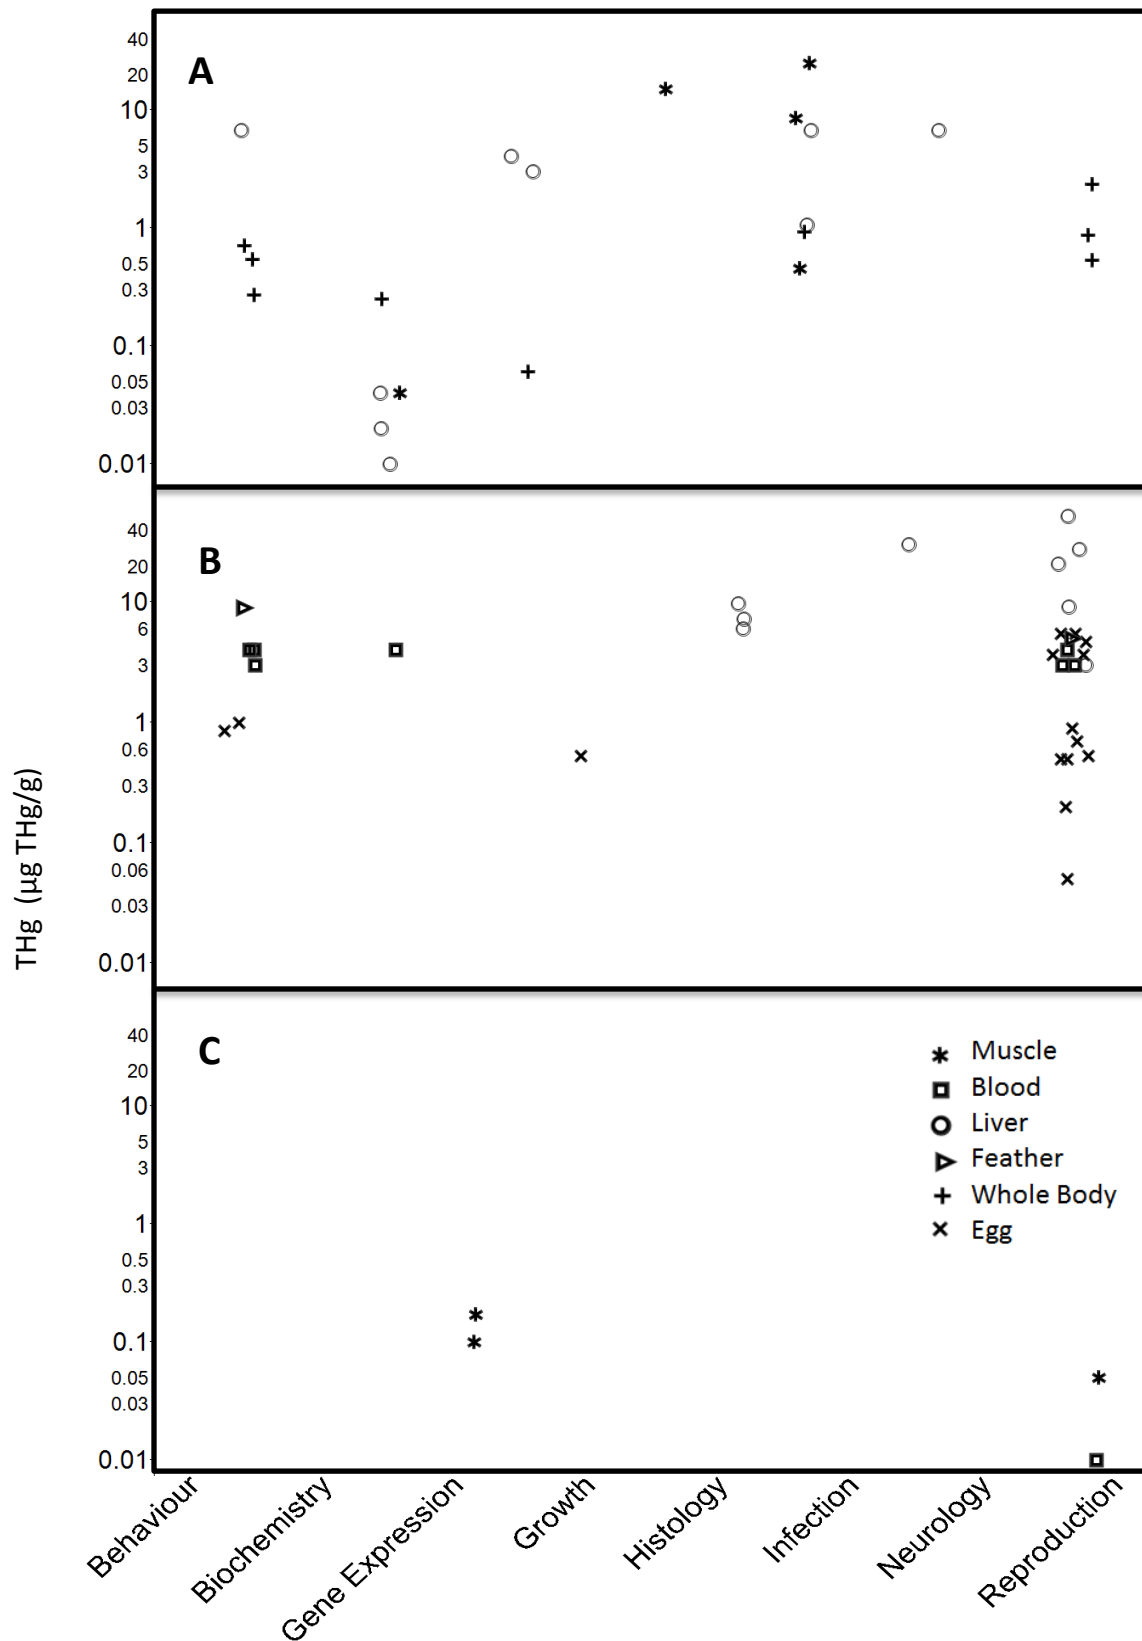 A
40
20
10
5
3
1
0.5
0.3
0.1
0.05
0.03
0.01
B
40
20
10
6
3
1
0.6
0.3
0.1
0.06
0.03
0.01
THg (µg THg/g)
C
40
20
10
5
3
1
0.5
0.3
0.1
0.05
0.03
0.01
Muscle
Blood
Liver
Feather
Whole Body
Egg
Behaviour
Biochemistry
Gene Expression
Growth
Histology
Infection
Neurology
Reproduction